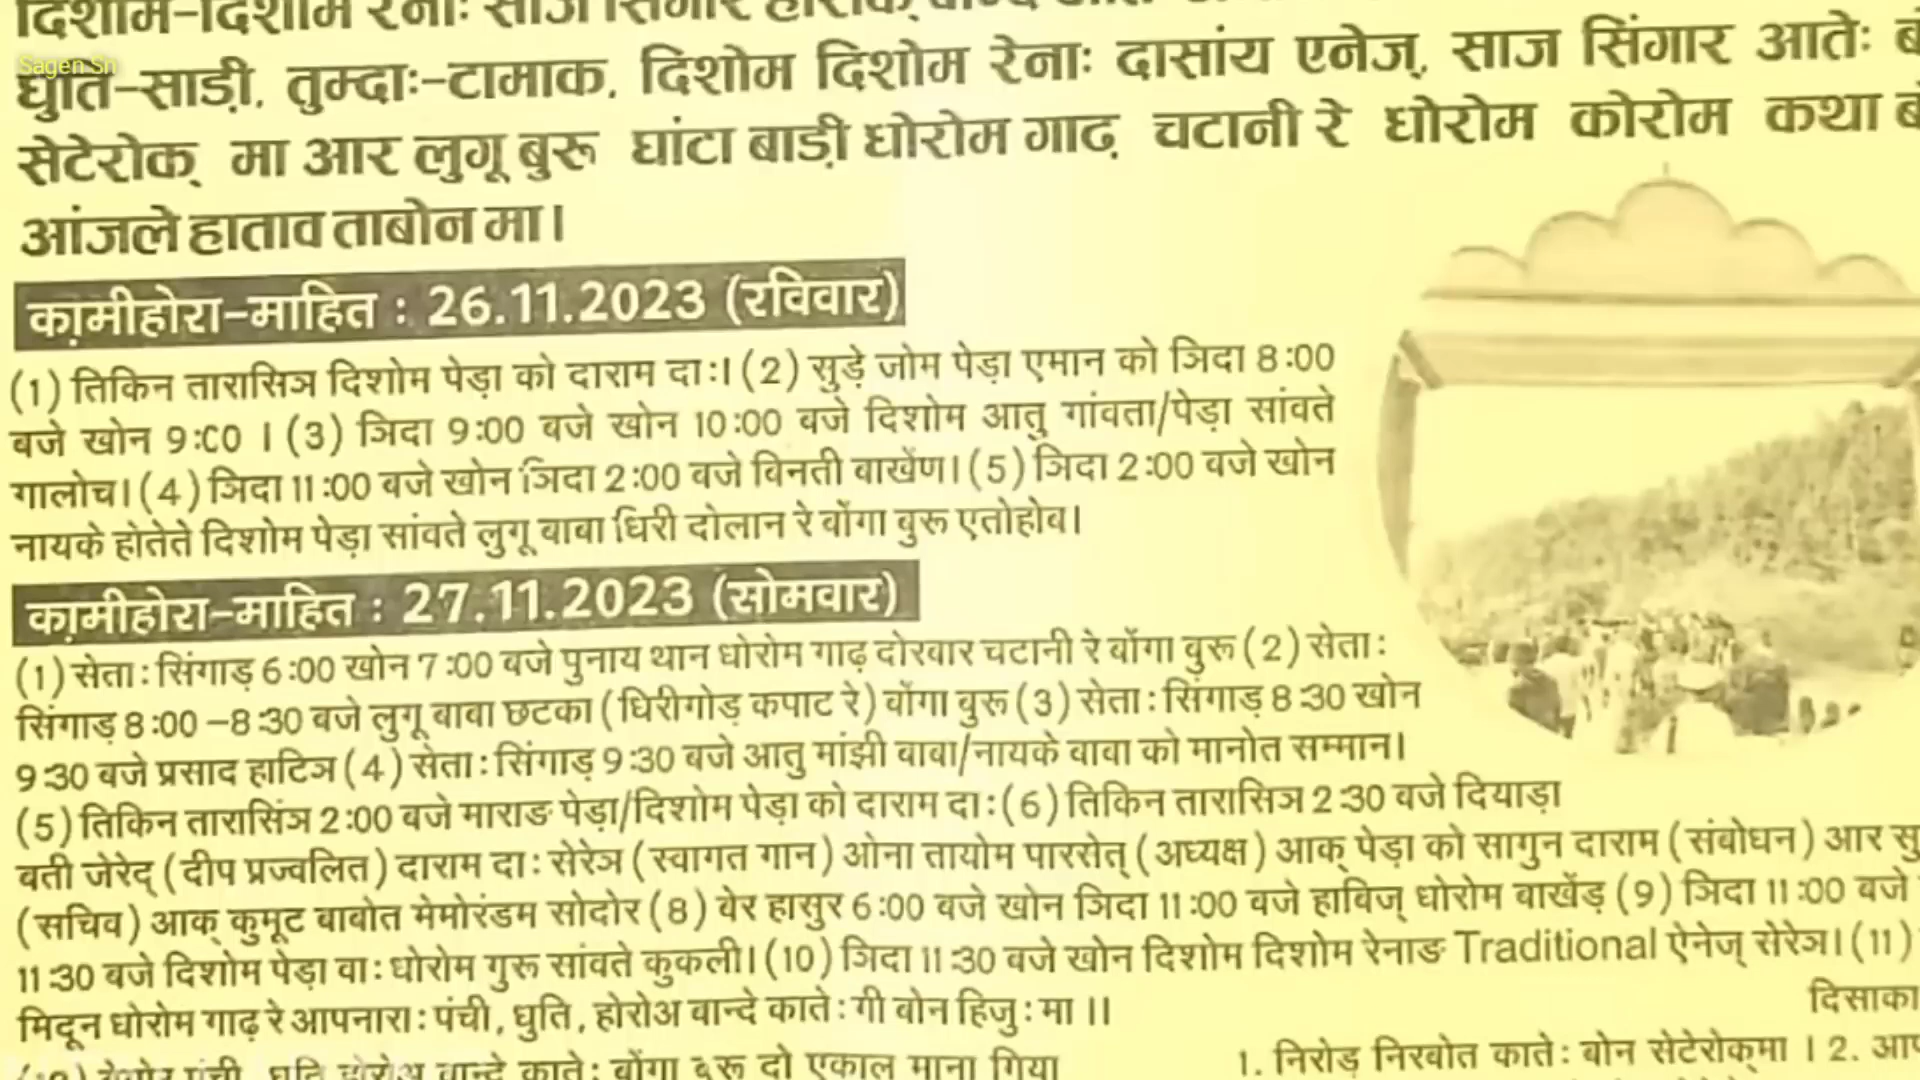 दिशोम-दिशोम रेनाः साज सिंगार
Sagen Sn
धुति-साड़ी, तुम्दाः-टामाक, दिशोम दिशोम रेनाः दासांय एनेज्, साज सिंगार आतेः
सेटेरोक् मा आर लुगू बुरू घांटा बाड़ी धोरोम गाढ़ चटानी रे धोरोम कोरोम कथा
आंजले हाताव ताबोन मा।
का़मीहोरा-माहित : 26.11.2023 (रविवार)
(1) तिकिन तारासिञ दिशोम पेड़ा को दाराम दाः। (2) सुड़े जोम पेड़ा एमान को ञिदा 8:00
बजे खोन 9:00 । (3) ञिदा 9:00 बजे खोन 10:00 बजे दिशोम आतु गांवता/पेड़ा सांवते
गालोच। (4) ञिदा 11:00 बजे खोन ञिदा 2:00 बजे विनती बाखेंण। (5) ञिदा 2:00 बजे खोन
नायके होतेते दिशोम पेड़ा सांवते लुगू बाबा धिरी दोलान रे बोंगा बुरू एतोहोब।
का़मीहोरा-माहित : 27.11.2023 (सोमवार)
(1) सेताः सिंगाड़ 6:00 खोन 7:00 बजे पुनाय थान धोरोम गाढ़ दोरबार चटानी रे बोंगा बुरू (2) सेताः
सिंगाड़ 8:00 -8:30 बजे लुगू बाबा छटका (धिरीगोड़ कपाट रे) बोंगा बुरू (3) सेताः सिंगाड़ 8:30 खोन
9:30 बजे प्रसाद हाटिञ (4) सेताः सिंगाड़ 9:30 बजे आतु मांझी बाबा/नायके बाबा को मानोत सम्मान।
(5) तिकिन तारासिंञ 2:00 बजे माराङ पेड़ा/दिशोम पेड़ा को दाराम दाः (6) तिकिन तारासिञ 2:30 बजे दियाड़ा
बती जेरेद् (दीप प्रज्वलित) दाराम दाः सेरेञ (स्वागत गान) ओना तायोम पारसेत् (अध्यक्ष) आक् पेड़ा को सागुन दाराम (संबोधन) आर
(सचिव) आक् कुमूट बाबोत मेमोरंडम सोदोर (8) बेर हासुर 6:00 बजे खोन ञिदा 11:00 बजे हाबिज् धोरोम बाखेंड़ (9) ञिदा 11:00 बजे
11:30 बजे दिशोम पेड़ा वाः धोरोम गुरू सांवते कुकली। (10) ञिदा 11:30 बजे खोन दिशोम दिशोम रेनाङ Traditional ऐनेज् सेरेञ। (11)
मिदून धोरोम गाढ़ रे आपनाराः पंची, धुति, होरोअ बान्दे कातेः गी बोन हिजुः मा ।।
दिसाका
पंची, धुति होरोअ बान्दे कातेः बोंगा बुरू दो एकाल माना गिया
1. निरोड़ निरबोत कातेः बोन सेटेरोक्मा । 2.